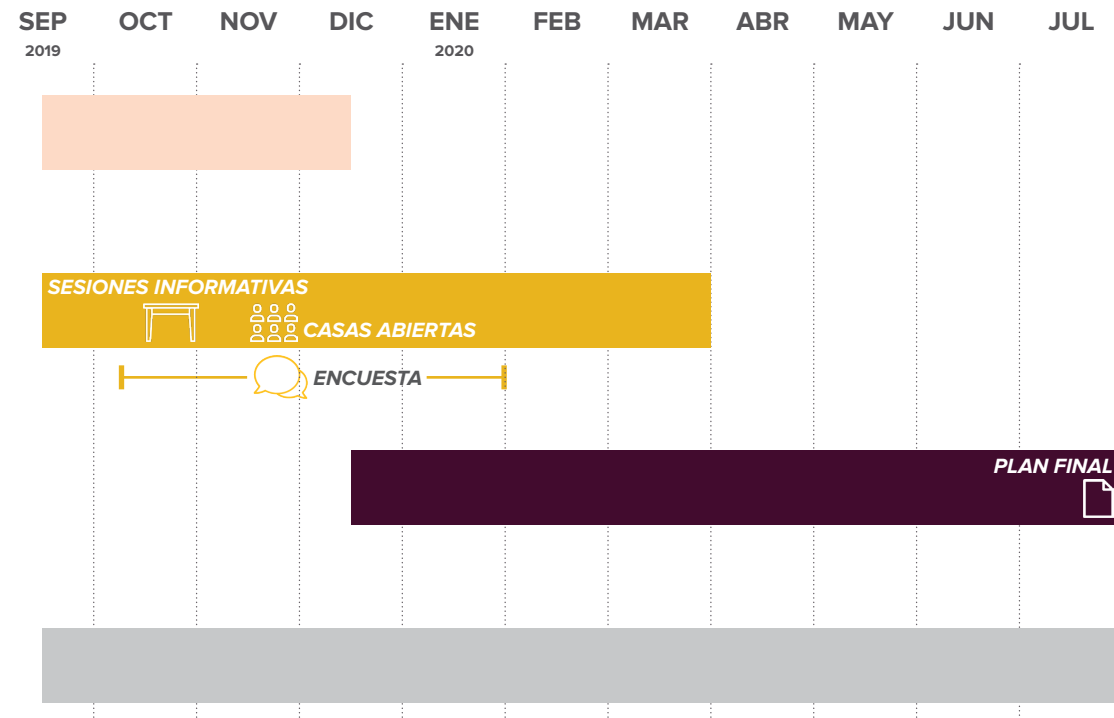 SEP OCT NOV DIC ENE FEB MAR ABR MAY JUN JUL
2019 2020
SESIONES INFORMATIVAS
CASAS ABIERTAS
ENCUESTA
PLAN FINAL